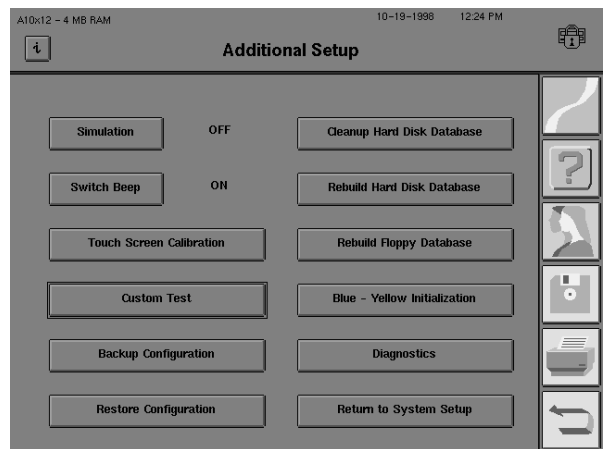 A10x12 – 4 MB RAM
10–19–1998 12:24 PM
i
Additional Setup
Simulation OFF Cleanup Hard Disk Database
Switch Beep ON Rebuild Hard Disk Database
Touch Screen Calibration Rebuild Floppy Database
Custom Test Blue – Yellow Initialization
Backup Configuration Diagnostics
Restore Configuration Return to System Setup
?